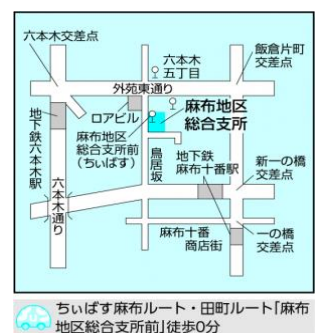 六本木交差点
六本木
五丁目
飯倉片町
交差点
外苑東通り
ロアビル
麻布地区
総合支所
麻布地区
総合支所前
(ちぃばす)
地下鉄六本木駅
鳥居坂
地下鉄
麻布十番駅
新一の橋
交差点
六本木通り
麻布十番
商店街
一の橋
交差点
ちぃばす麻布ルート・田町ルート「麻布
地区総合支所前」徒歩0分